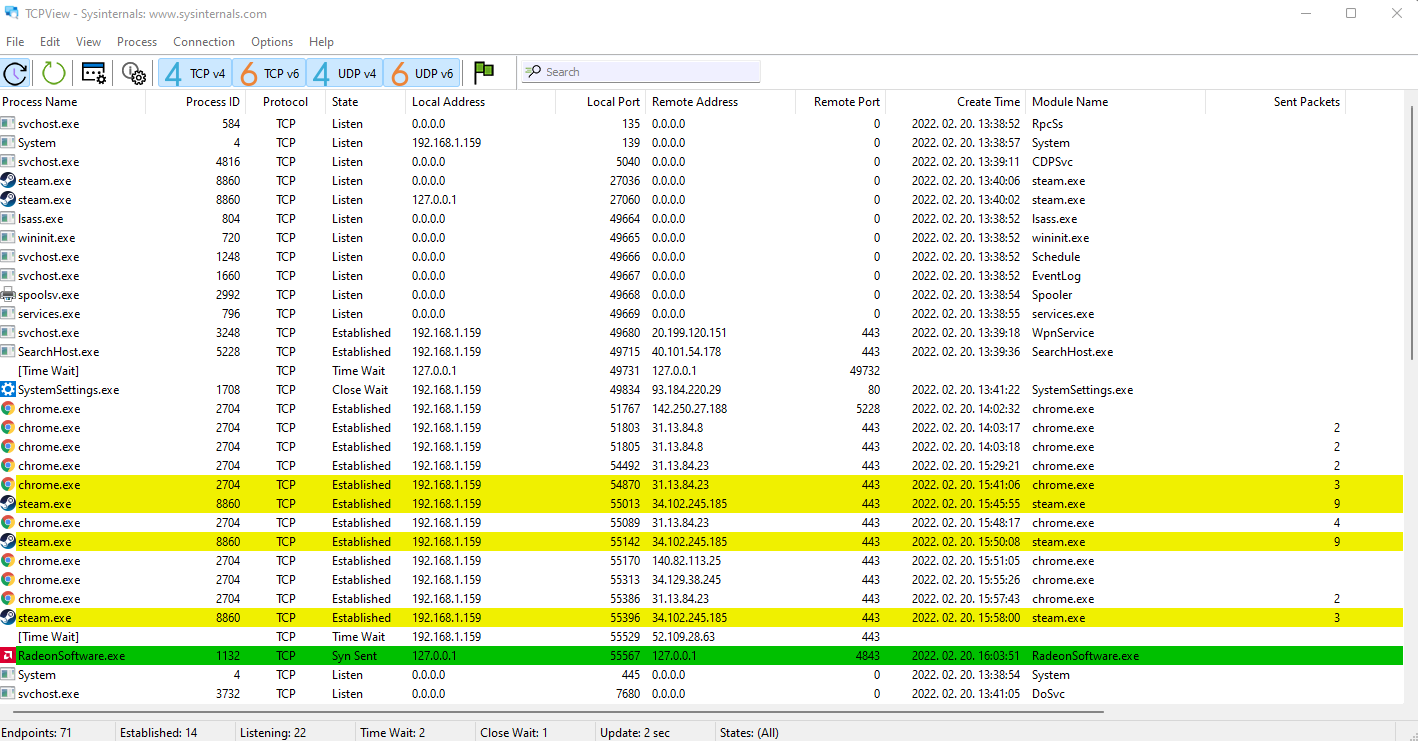 TCPView - Sysinternals: www.sysinternals.com
File Edit View Process Connection Options Help
4 TCP v4 6 TCP v6 4 UDP v4 6 UDP v6 Search
Process Name Process ID Protocol State Local Address Local Port Remote Address Remote Port Create Time Module Name Sent Packets
svchost.exe 584 TCP Listen 0.0.0.0 135 0.0.0.0 0 2022. 02. 20. 13:38:52 RpcSs
System 4 TCP Listen 192.168.1.159 139 0.0.0.0 0 2022. 02. 20. 13:38:57 System
svchost.exe 4816 TCP Listen 0.0.0.0 5040 0.0.0.0 0 2022. 02. 20. 13:39:11 CDPSvc
steam.exe 8860 TCP Listen 0.0.0.0 27036 0.0.0.0 0 2022. 02. 20. 13:40:06 steam.exe
steam.exe 8860 TCP Listen 127.0.0.1 27060 0.0.0.0 0 2022. 02. 20. 13:40:02 steam.exe
lsass.exe 804 TCP Listen 0.0.0.0 49664 0.0.0.0 0 2022. 02. 20. 13:38:52 lsass.exe
wininit.exe 720 TCP Listen 0.0.0.0 49665 0.0.0.0 0 2022. 02. 20. 13:38:52 wininit.exe
svchost.exe 1248 TCP Listen 0.0.0.0 49666 0.0.0.0 0 2022. 02. 20. 13:38:52 Schedule
svchost.exe 1660 TCP Listen 0.0.0.0 49667 0.0.0.0 0 2022. 02. 20. 13:38:52 EventLog
spoolsv.exe 2992 TCP Listen 0.0.0.0 49668 0.0.0.0 0 2022. 02. 20. 13:38:54 Spooler
services.exe 796 TCP Listen 0.0.0.0 49669 0.0.0.0 0 2022. 02. 20. 13:38:55 services.exe
svchost.exe 3248 TCP Established 192.168.1.159 49680 20.199.120.151 443 2022. 02. 20. 13:39:18 WpnService
SearchHost.exe 5228 TCP Established 192.168.1.159 49715 40.101.54.178 443 2022. 02. 20. 13:39:36 SearchHost.exe
[Time Wait] TCP Time Wait 127.0.0.1 49731 127.0.0.1 49732
SystemSettings.exe 1708 TCP Close Wait 192.168.1.159 49834 93.184.220.29 80 2022. 02. 20. 13:41:22 SystemSettings.exe
chrome.exe 2704 TCP Established 192.168.1.159 51767 142.250.27.188 5228 2022. 02. 20. 14:02:32 chrome.exe
chrome.exe 2704 TCP Established 192.168.1.159 51803 31.13.84.8 443 2022. 02. 20. 14:03:17 chrome.exe 2
chrome.exe 2704 TCP Established 192.168.1.159 51805 31.13.84.8 443 2022. 02. 20. 14:03:18 chrome.exe 2
chrome.exe 2704 TCP Established 192.168.1.159 54492 31.13.84.23 443 2022. 02. 20. 15:29:21 chrome.exe 2
chrome.exe 2704 TCP Established 192.168.1.159 54870 31.13.84.23 443 2022. 02. 20. 15:41:06 chrome.exe 3
steam.exe 8860 TCP Established 192.168.1.159 55013 34.102.245.185 443 2022. 02. 20. 15:45:55 steam.exe 9
chrome.exe 2704 TCP Established 192.168.1.159 55089 31.13.84.23 443 2022. 02. 20. 15:48:17 chrome.exe 4
steam.exe 8860 TCP Established 192.168.1.159 55142 34.102.245.185 443 2022. 02. 20. 15:50:08 steam.exe 9
chrome.exe 2704 TCP Established 192.168.1.159 55170 140.82.113.25 443 2022. 02. 20. 15:51:05 chrome.exe
chrome.exe 2704 TCP Established 192.168.1.159 55313 34.129.38.245 443 2022. 02. 20. 15:55:26 chrome.exe
chrome.exe 2704 TCP Established 192.168.1.159 55386 31.13.84.23 443 2022. 02. 20. 15:57:43 chrome.exe 2
steam.exe 8860 TCP Established 192.168.1.159 55396 34.102.245.185 443 2022. 02. 20. 15:58:00 steam.exe 3
[Time Wait] TCP Time Wait 192.168.1.159 55529 52.109.28.63 443
RadeonSoftware.exe 1132 TCP Syn Sent 127.0.0.1 55567 127.0.0.1 4843 2022. 02. 20. 16:03:51 RadeonSoftware.exe
System 4 TCP Listen 0.0.0.0 445 0.0.0.0 0 2022. 02. 20. 13:38:54 System
svchost.exe 3732 TCP Listen 0.0.0.0 7680 0.0.0.0 0 2022. 02. 20. 13:41:05 DoSvc
Endpoints: 71 Established: 14 Listening: 22 Time Wait: 2 Close Wait: 1 Update: 2 sec States: (All)